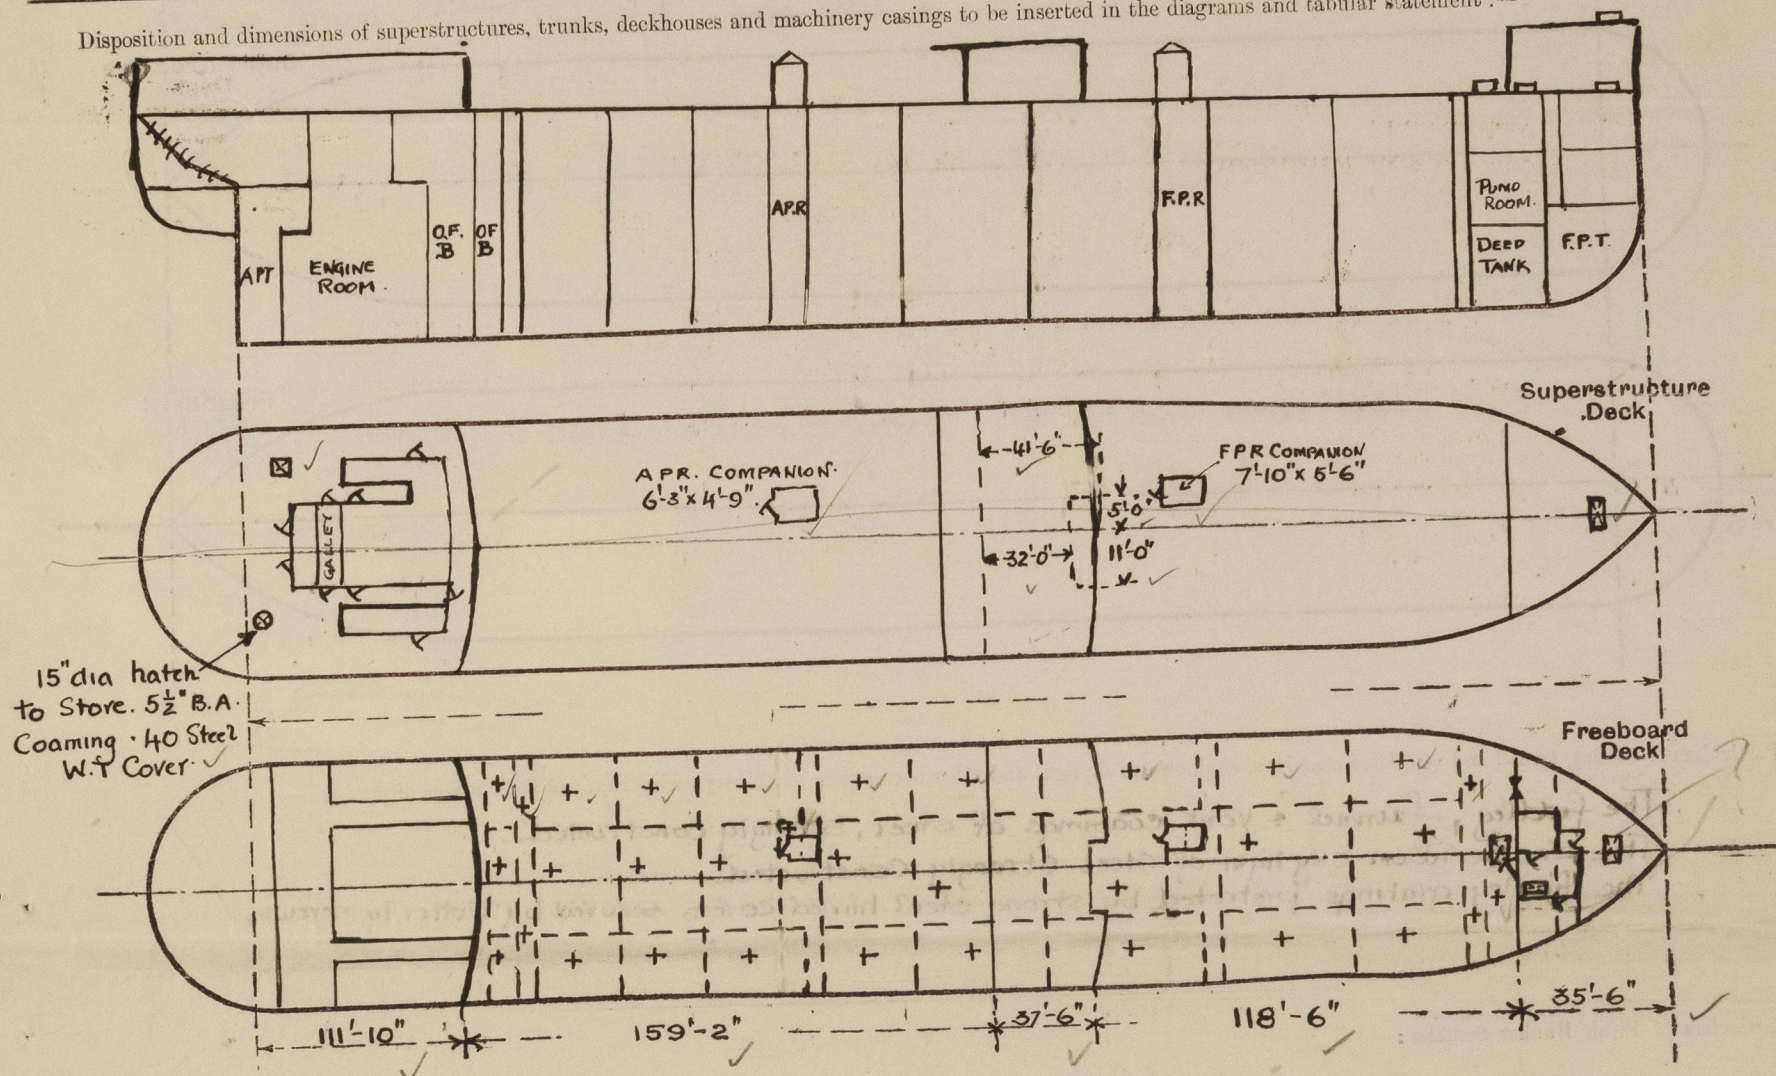 Disposition and dimensions of superstructures, trunks, deckhouses and machinery casings to be inserted in the diagrams and tabular statement
A.P.R
F.P.R
PUMP
ROOM.
O.F.
B
OF
B
DEEP
TANK
F.P.T.
APT
ENGINE
ROOM.
Superstructure
Deck
-41'-6"-
FPR COMPANION
7'-10" x 5'-6"
A P R. COMPANION.
6'-3" x 4'-9".
5'-0"
GALLEY
32'-0"
11'-0"
15" dia hatch
to Store. 5½" B.A.
Coaming .40 Steel
W.T Cover.
Freeboard
Deck
111'-10"
159'-2"
37'-6"
118'-6"
35'-6"